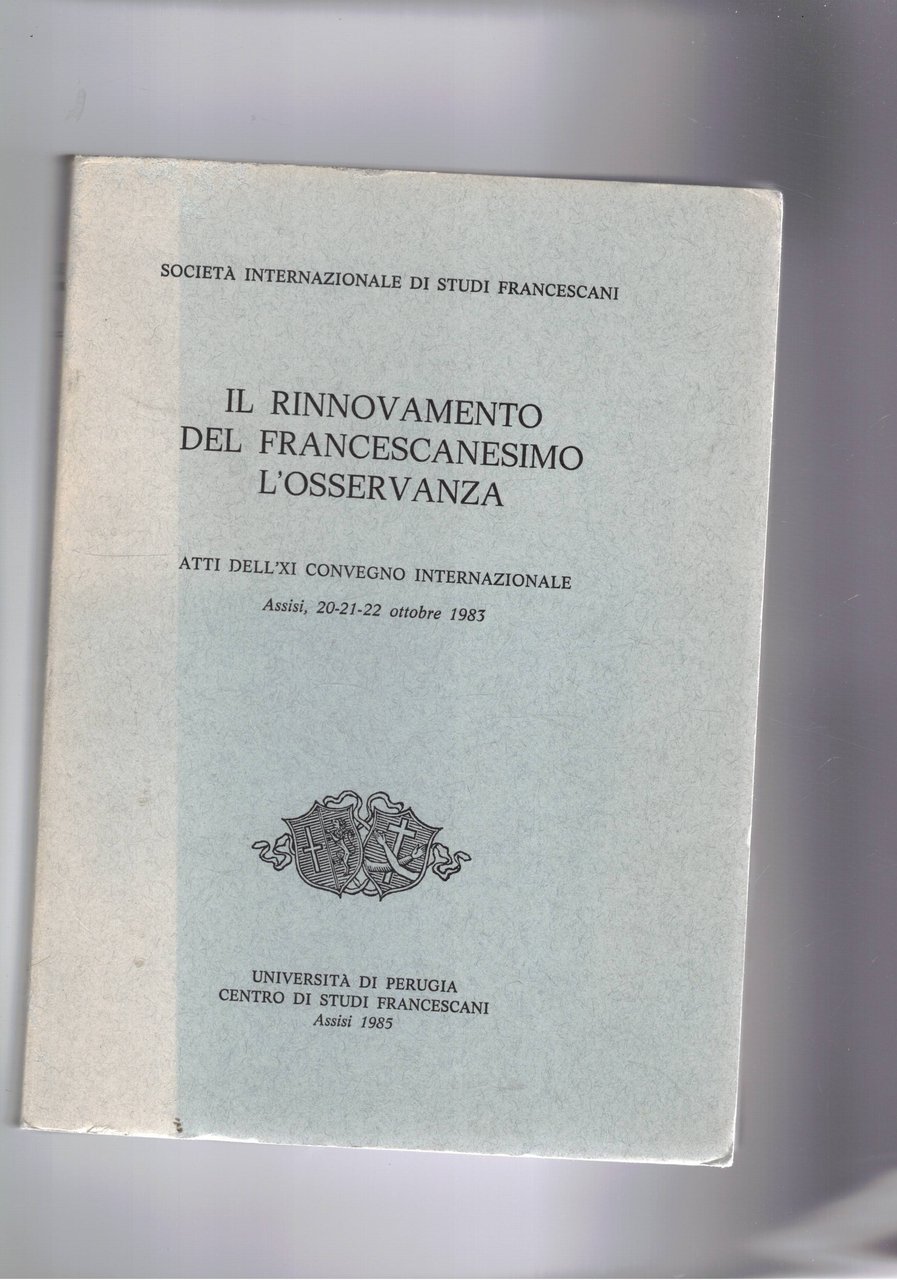 SOCIETÀ INTERNAZIONALE DI STUDI FRANCESCANI
IL RINNOVAMENTO
DEL FRANCESCANESIMO
L'OSSERVANZA
ATTI DELL'XI CONVEGNO INTERNAZIONALE
Assisi, 20-21-22 ottobre 1983
UNIVERSITÀ DI PERUGIA
CENTRO DI STUDI FRANCESCANI
Assisi 1985